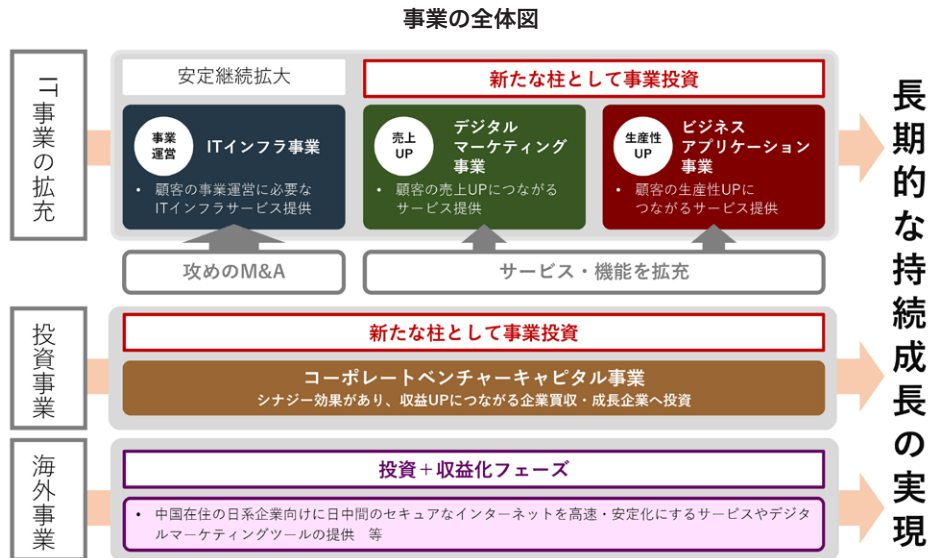 事業の全体図
IT事業の拡充
安定継続拡大
新たな柱として事業投資
事業
運営
ITインフラ事業
• 顧客の事業運営に必要な
ITインフラサービス提供
売上
UP
デジタル
マーケティング
事業
• 顧客の売上UPにつながる
サービス提供
生産性
UP
ビジネス
アプリケーション
事業
• 顧客の生産性UPに
つながるサービス提供
攻めのM&A
サービス・機能を拡充
投資事業
新たな柱として事業投資
コーポレートベンチャーキャピタル事業
シナジー効果があり、収益UPにつながる企業買収・成長企業へ投資
海外事業
投資＋収益化フェーズ
• 中国在住の日系企業向けに日中間のセキュアなインターネットを高速・安定化にするサービスやデジ
タルマーケティングツールの提供 等
長期的な持続成長の実現